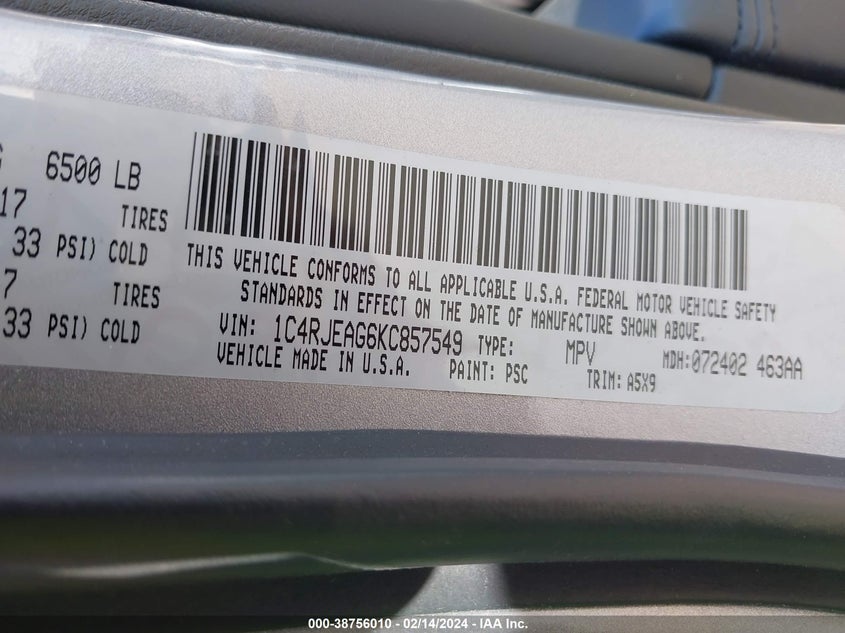 6500 LB
17 TIRES
33 PSI) COLD
7 TIRES
33 PSI) COLD
THIS VEHICLE CONFORMS TO ALL APPLICABLE U.S.A. FEDERAL MOTOR VEHICLE SAFETY
STANDARDS IN EFFECT ON THE DATE OF MANUFACTURE SHOWN ABOVE.
VIN: 1C4RJEAG6KC857549 TYPE: MPV MDH:072402 463AA
VEHICLE MADE IN U.S.A. PAINT: PSC TRIM: A5X9
000-38756010 - 02/14/2024 - IAA Inc.